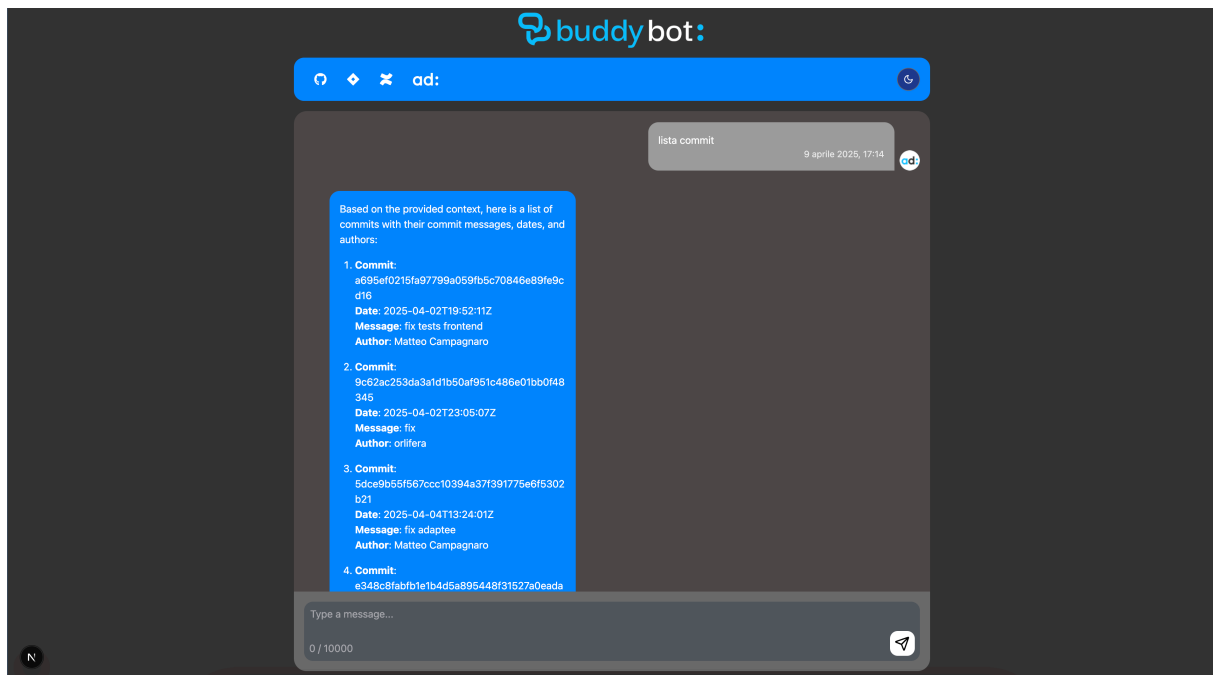 buddybot:
ad:
lista commit
9 aprile 2025, 17:14
ad:
Based on the provided context, here is a list of
commits with their commit messages, dates, and
authors:
1. Commit:
a695ef0215fa97799a059fb5c70846e89fe9c
d16
Date: 2025-04-02T19:52:11Z
Message: fix tests frontend
Author: Matteo Campagnaro
2. Commit:
9c62ac253da3a1d1b50af951c486e01bb0f48
345
Date: 2025-04-02T23:05:07Z
Message: fix
Author: orlifera
3. Commit:
5dce9b55f567ccc10394a37f391775e6f5302
b21
Date: 2025-04-04T13:24:01Z
Message: fix adaptee
Author: Matteo Campagnaro
4. Commit:
e348c8fabfb1e1b4d5a895448f31527a0eada
Type a message...
0 / 10000
N